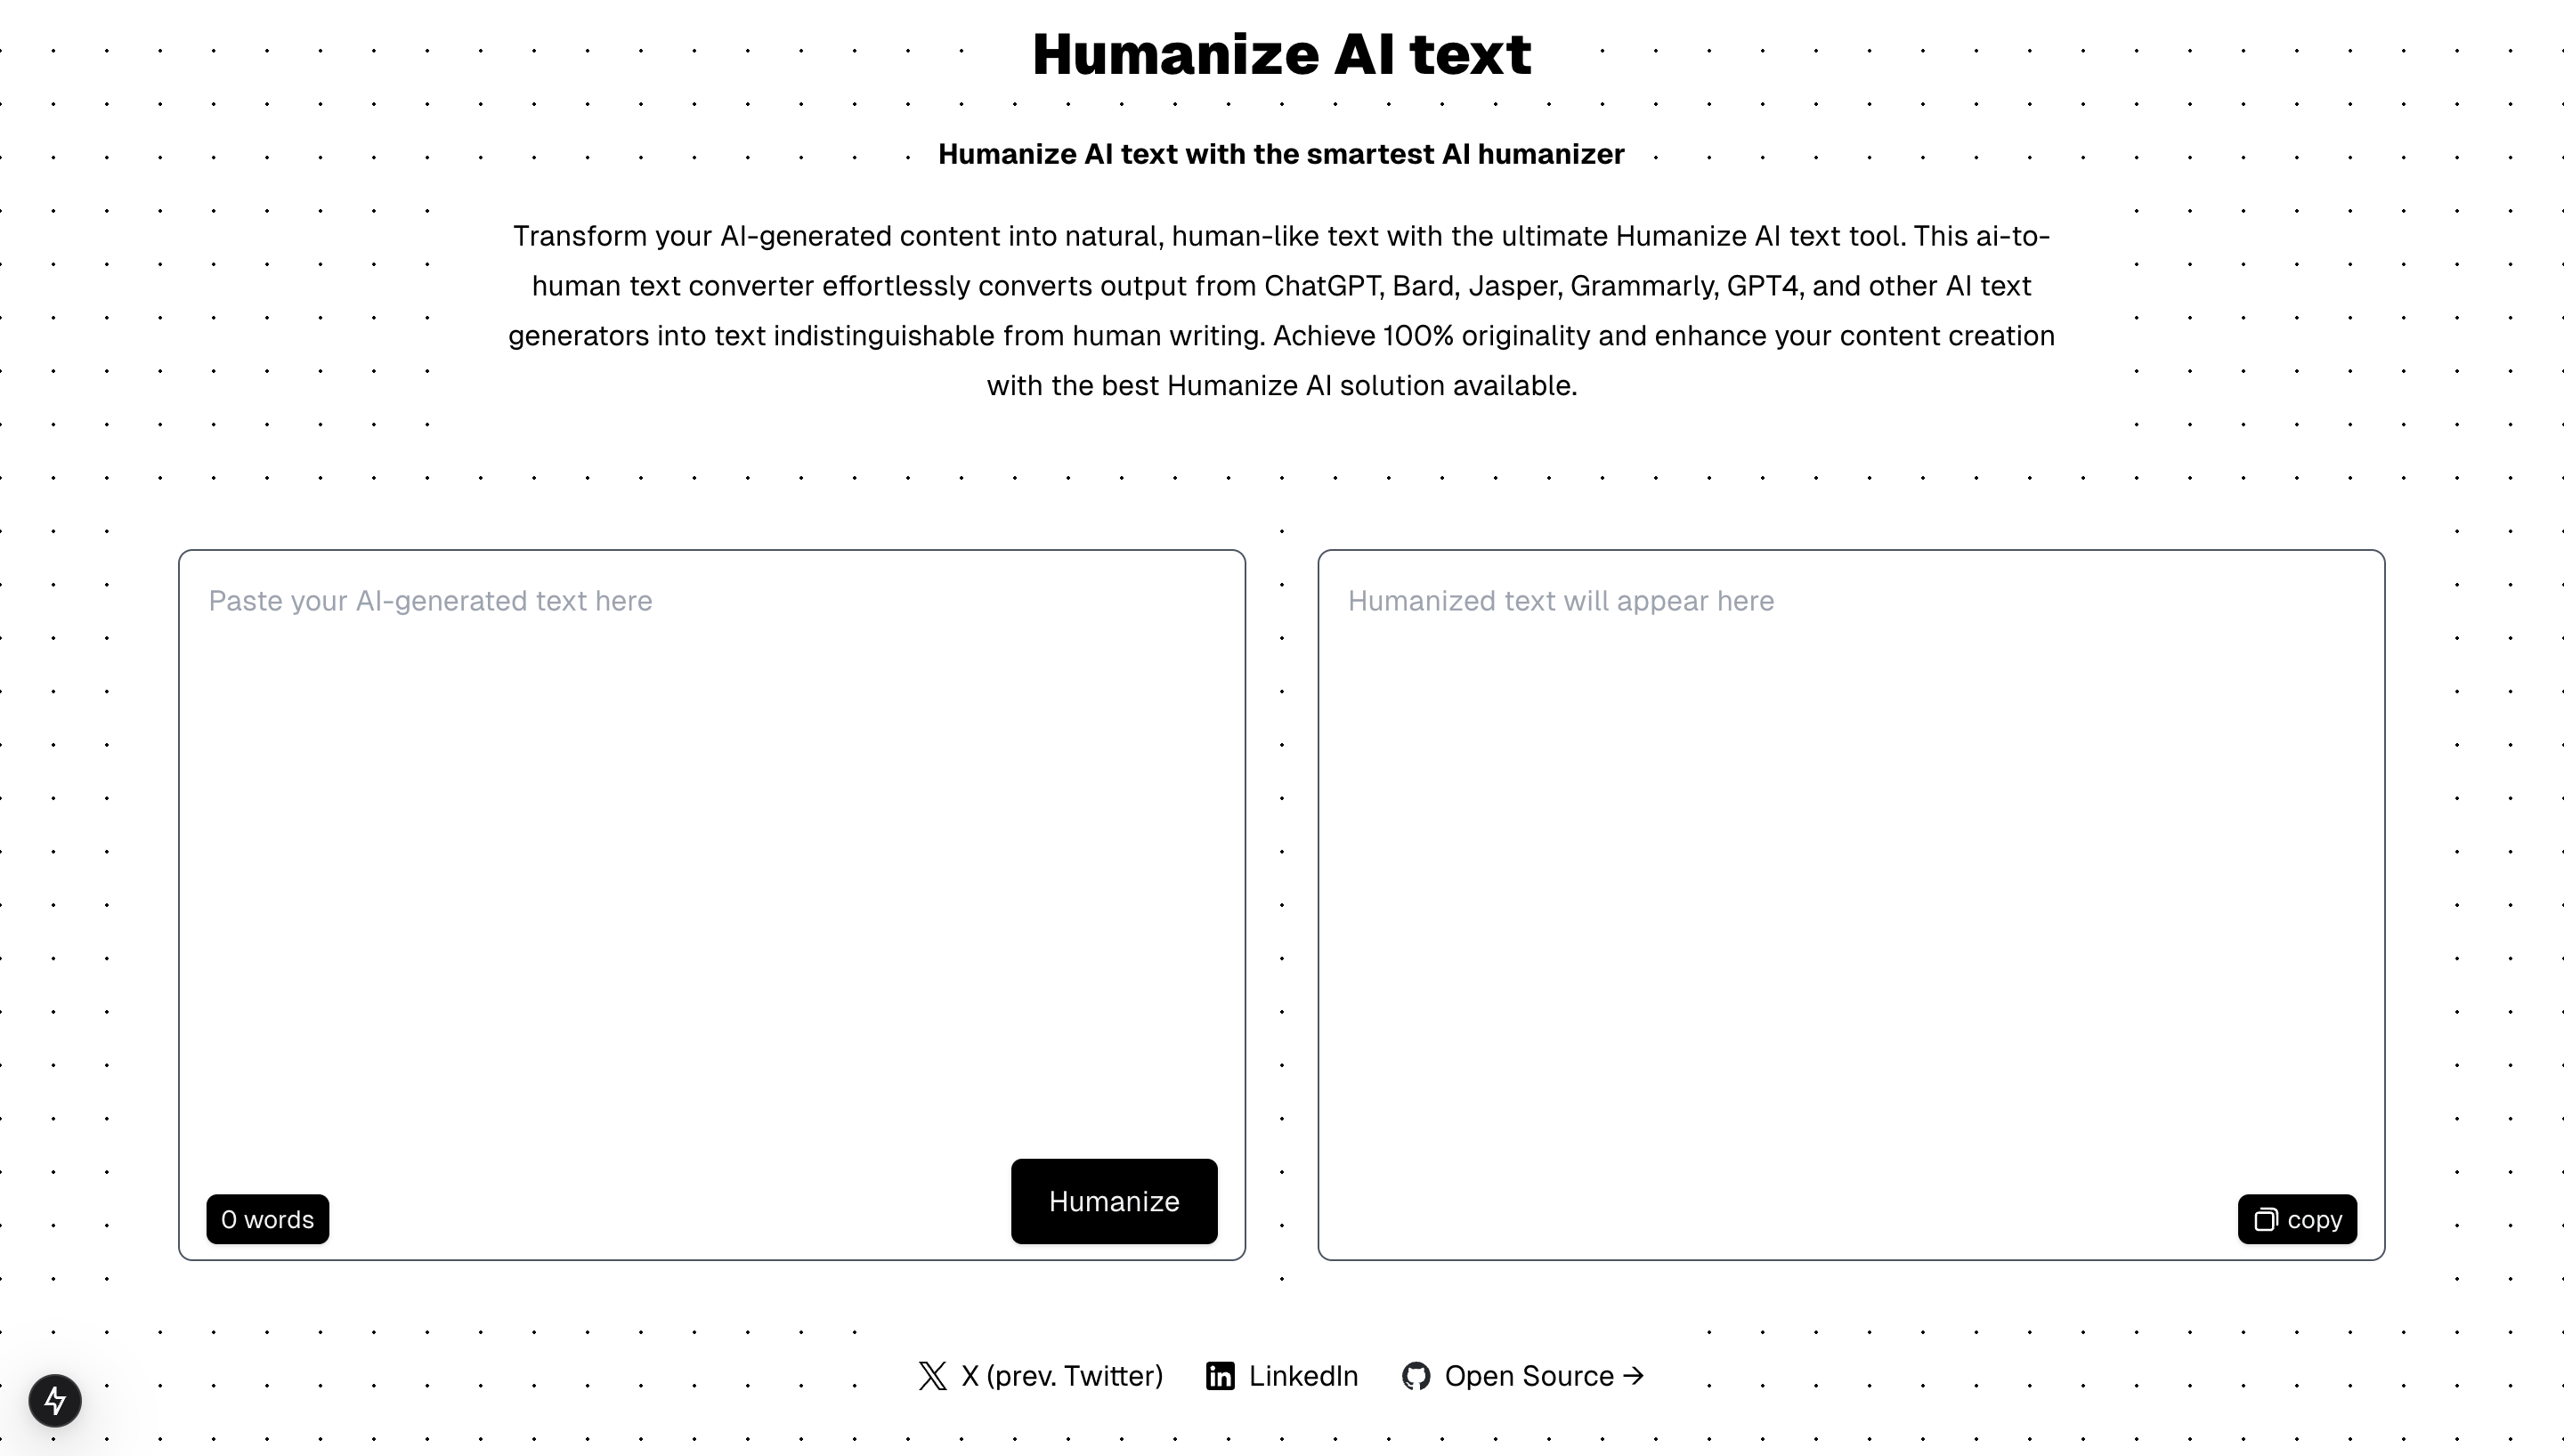 Humanize AI text
Humanize AI text with the smartest AI humanizer
Transform your AI-generated content into natural, human-like text with the ultimate Humanize AI text tool. This ai-to-
human text converter effortlessly converts output from ChatGPT, Bard, Jasper, Grammarly, GPT4, and other AI text
generators into text indistinguishable from human writing. Achieve 100% originality and enhance your content creation
with the best Humanize AI solution available.
Paste your AI-generated text here
Humanize
0 words
Humanized text will appear here
copy
X (prev. Twitter) LinkedIn Open Source →